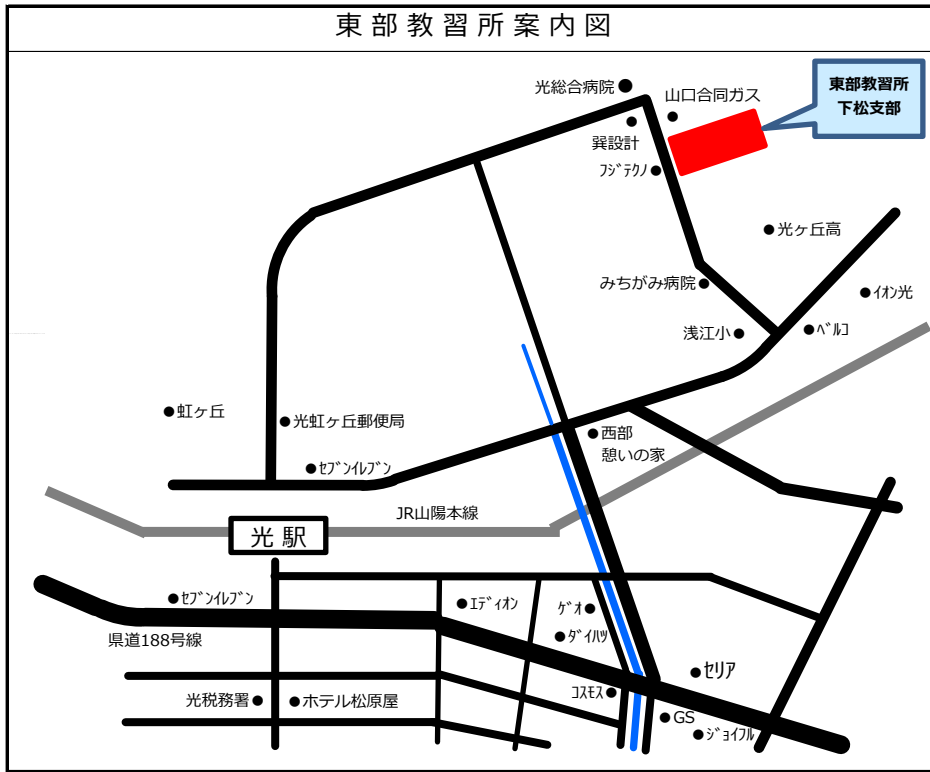 東部教習所案内図
光総合病院
山口合同ガス
東部教習所
下松支部
巽設計
ﾌｼﾞﾃｸﾉ
光ヶ丘高
みちがみ病院
ｲｵﾝ光
浅江小
ﾍﾞﾙｺ
虹ヶ丘
光虹ヶ丘郵便局
西部
憩いの家
ｾﾌﾞﾝｲﾚﾌﾞﾝ
JR山陽本線
光駅
ｾﾌﾞﾝｲﾚﾌﾞﾝ
ｴﾃﾞｨｵﾝ
ｹﾞｵ
県道188号線
ﾀﾞｲﾊﾂ
セリア
光税務署
ホテル松原屋
ｺｽﾓｽ
GS
ｼﾞｮｲﾌﾙ